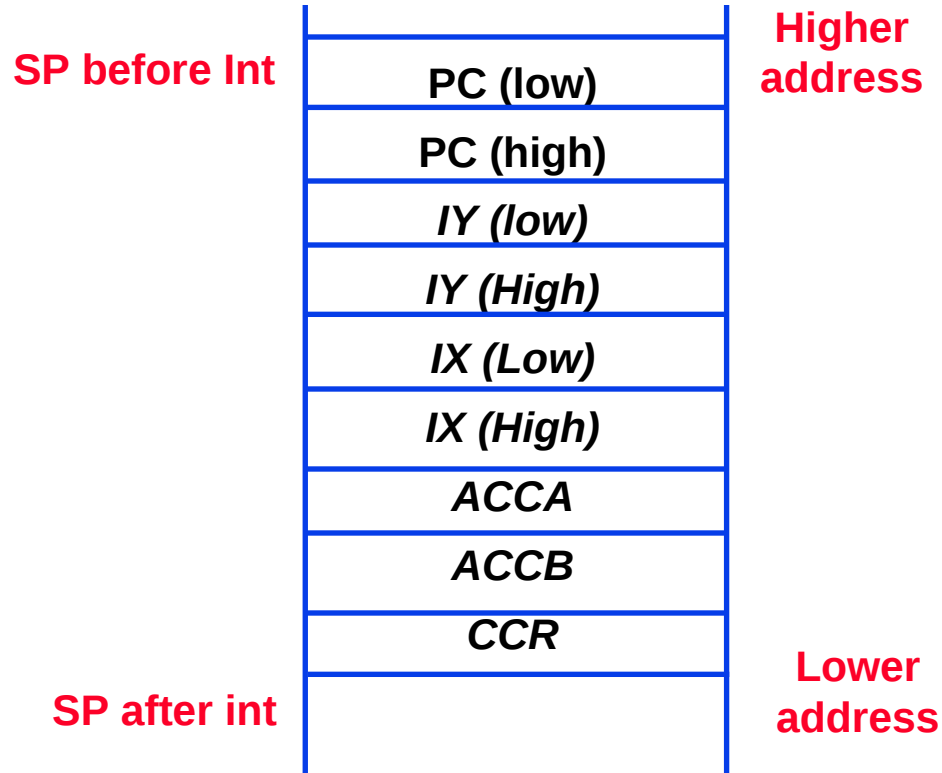 Higher
address
SP before Int
PC (low)
PC (high)
IY (low)
IY (High)
IX (Low)
IX (High)
ACCA
ACCB
CCR
Lower
address
SP after int